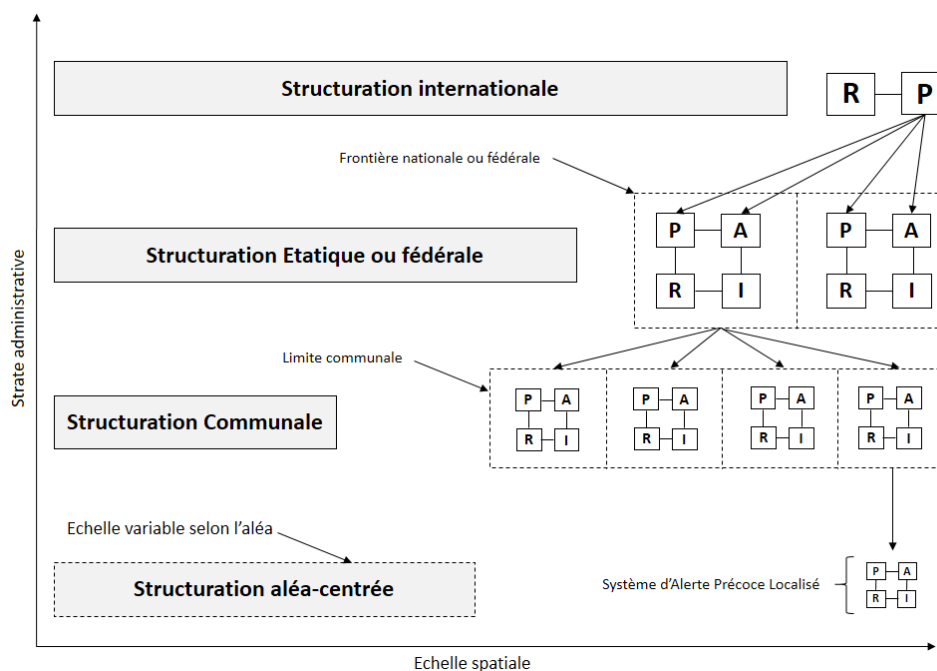 Structuration internationale
R P
Frontière nationale ou fédérale
P A P A
Structuration Etatique ou fédérale
R I R I
Strate administrative
Limite communale
P A P A P A P A
Structuration Communale
R I R I R I R I
Echelle variable selon l'aléa
Structuration aléa-centrée
Système d'Alerte Précoce Localisé
P A
R I
Echelle spatiale